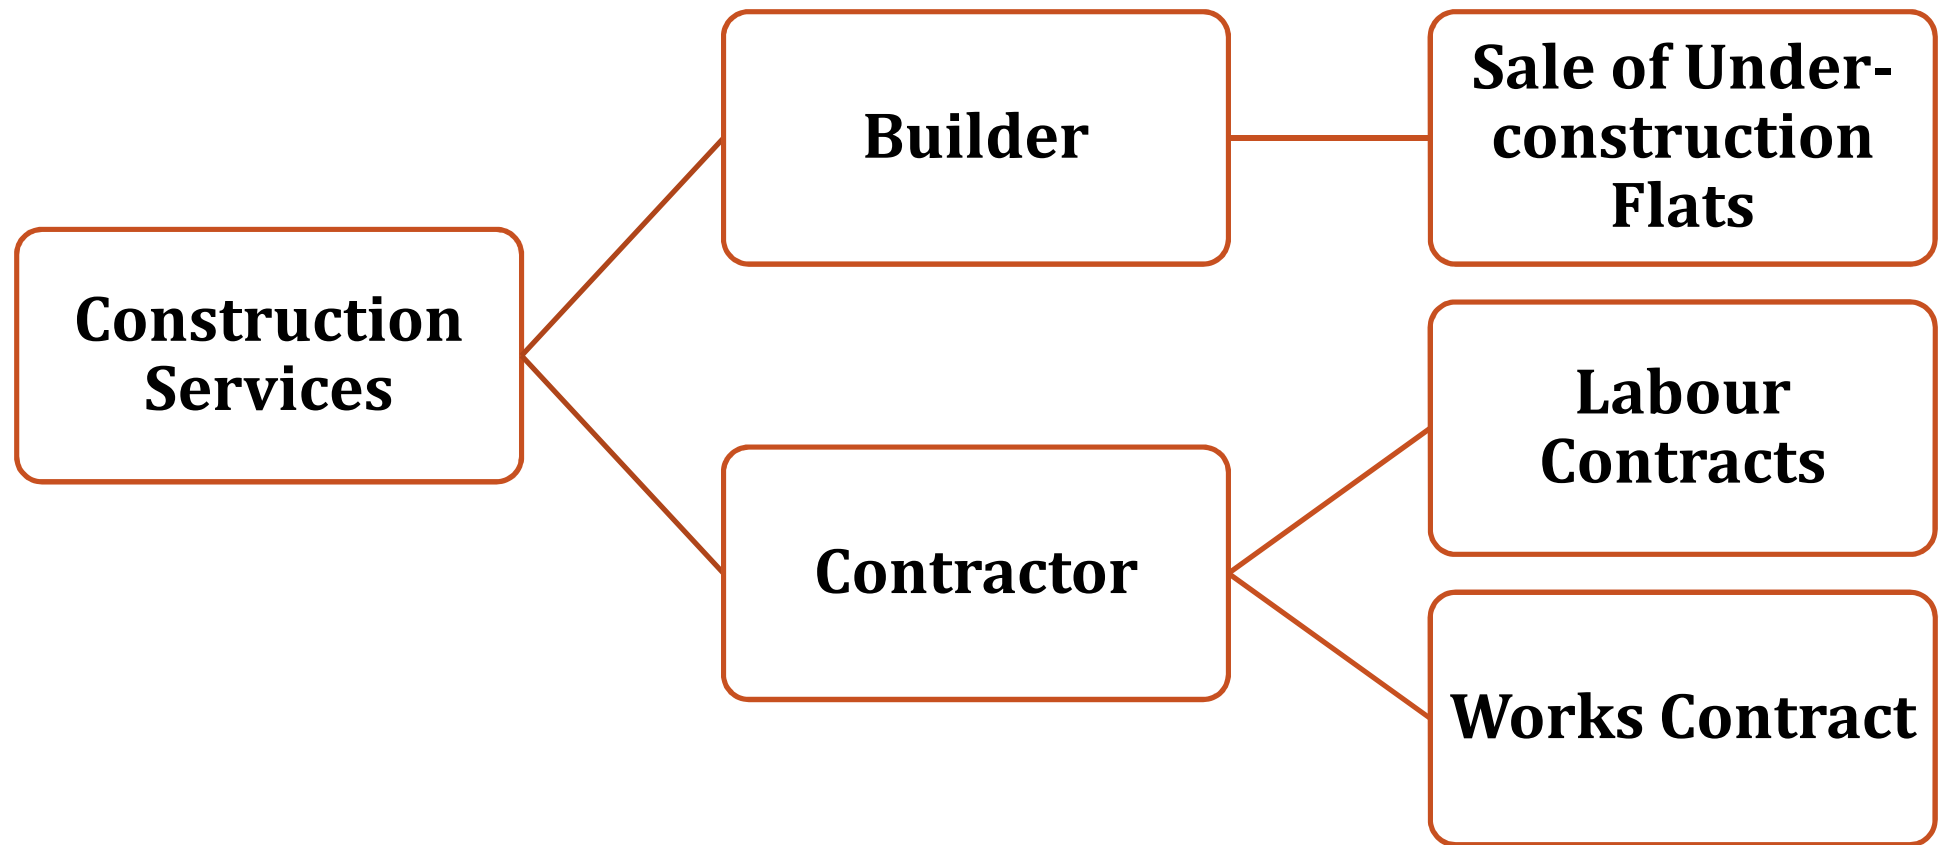 Construction
Services
Builder
Contractor
Sale of Under-
construction
Flats
Labour
Contracts
Works Contract